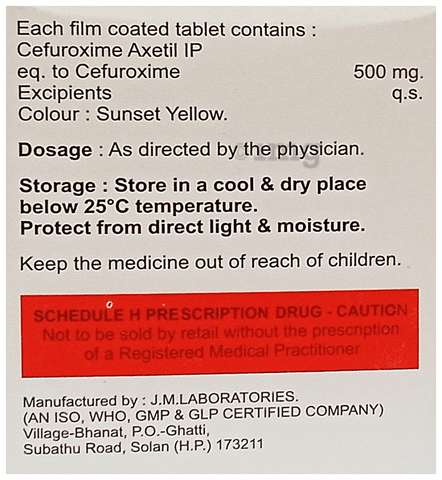 Each film coated tablet contains :
Cefuroxime Axetil IP
eq. to Cefuroxime 500 mg.
Excipients q.s.
Colour : Sunset Yellow.
Dosage : As directed by the physician.
Storage : Store in a cool & dry place
below 25°C temperature.
Protect from direct light & moisture.
Keep the medicine out of reach of children.
SCHEDULE H PRESCRIPTION DRUG - CAUTION
Not to be sold by retail without the prescription
of a Registered Medical Practitioner
Manufactured by : J.M.LABORATORIES.
(AN ISO, WHO, GMP & GLP CERTIFIED COMPANY)
Village-Bhanat, P.O.-Ghatti,
Subathu Road, Solan (H.P.) 173211